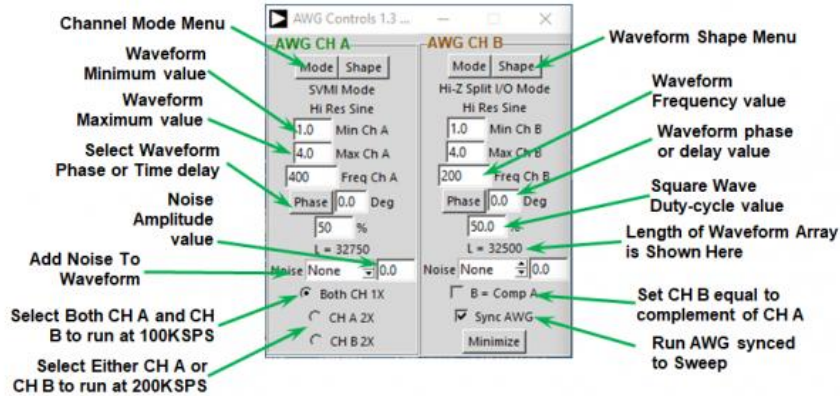 AWG Controls 1.3 ...
Channel Mode Menu
Waveform
Minimum value
Waveform
Maximum value
Select Waveform
Phase or Time delay
Noise
Amplitude
value
Add Noise To
Waveform
Select Both CH A and CH
B to run at 100KSPS
Select Either CH A or
CH B to run at 200KSPS
AWG CH A
Mode Shape
SVMI Mode
Hi Res Sine
1.0 Min Ch A
4.0 Max Ch A
400 Freq Ch A
Phase 0.0 Deg
50 %
L = 32750
Noise None 0.0
Both CH 1X
CH A 2X
CH B 2X
AWG CH B
Mode Shape
Hi-Z Split I/O Mode
Hi Res Sine
1.0 Min Ch B
4.0 Max Ch B
200 Freq Ch B
Phase 0.0 Deg
50.0 %
L = 32500
Noise None 0.0
B = Comp A
Sync AWG
Minimize
Waveform Shape Menu
Waveform
Frequency value
Waveform phase
or delay value
Square Wave
Duty-cycle value
Length of Waveform Array
is Shown Here
Set CH B equal to
complement of CH A
Run AWG synced
to Sweep